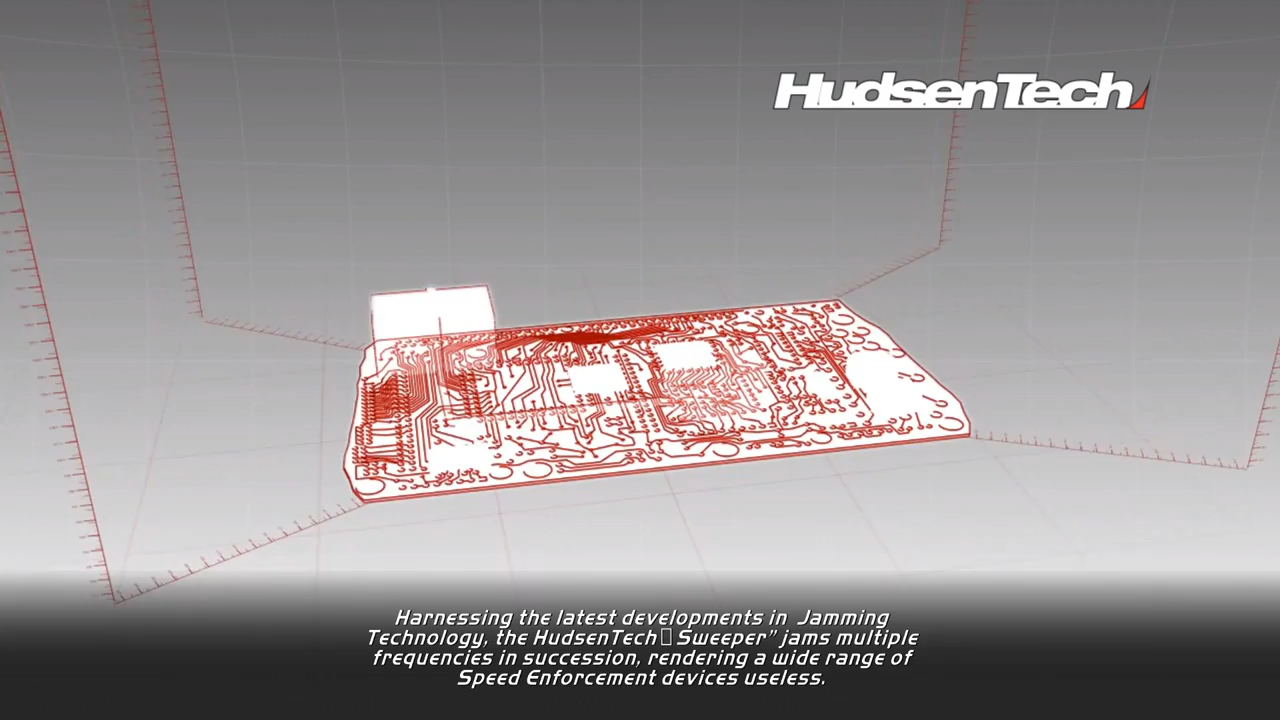 HudsenTech
Harnessing the latest developments in Jamming
Technology, the HudsenTech▯Sweeper” jams multiple
frequencies in succession, rendering a wide range of
Speed Enforcement devices useless.